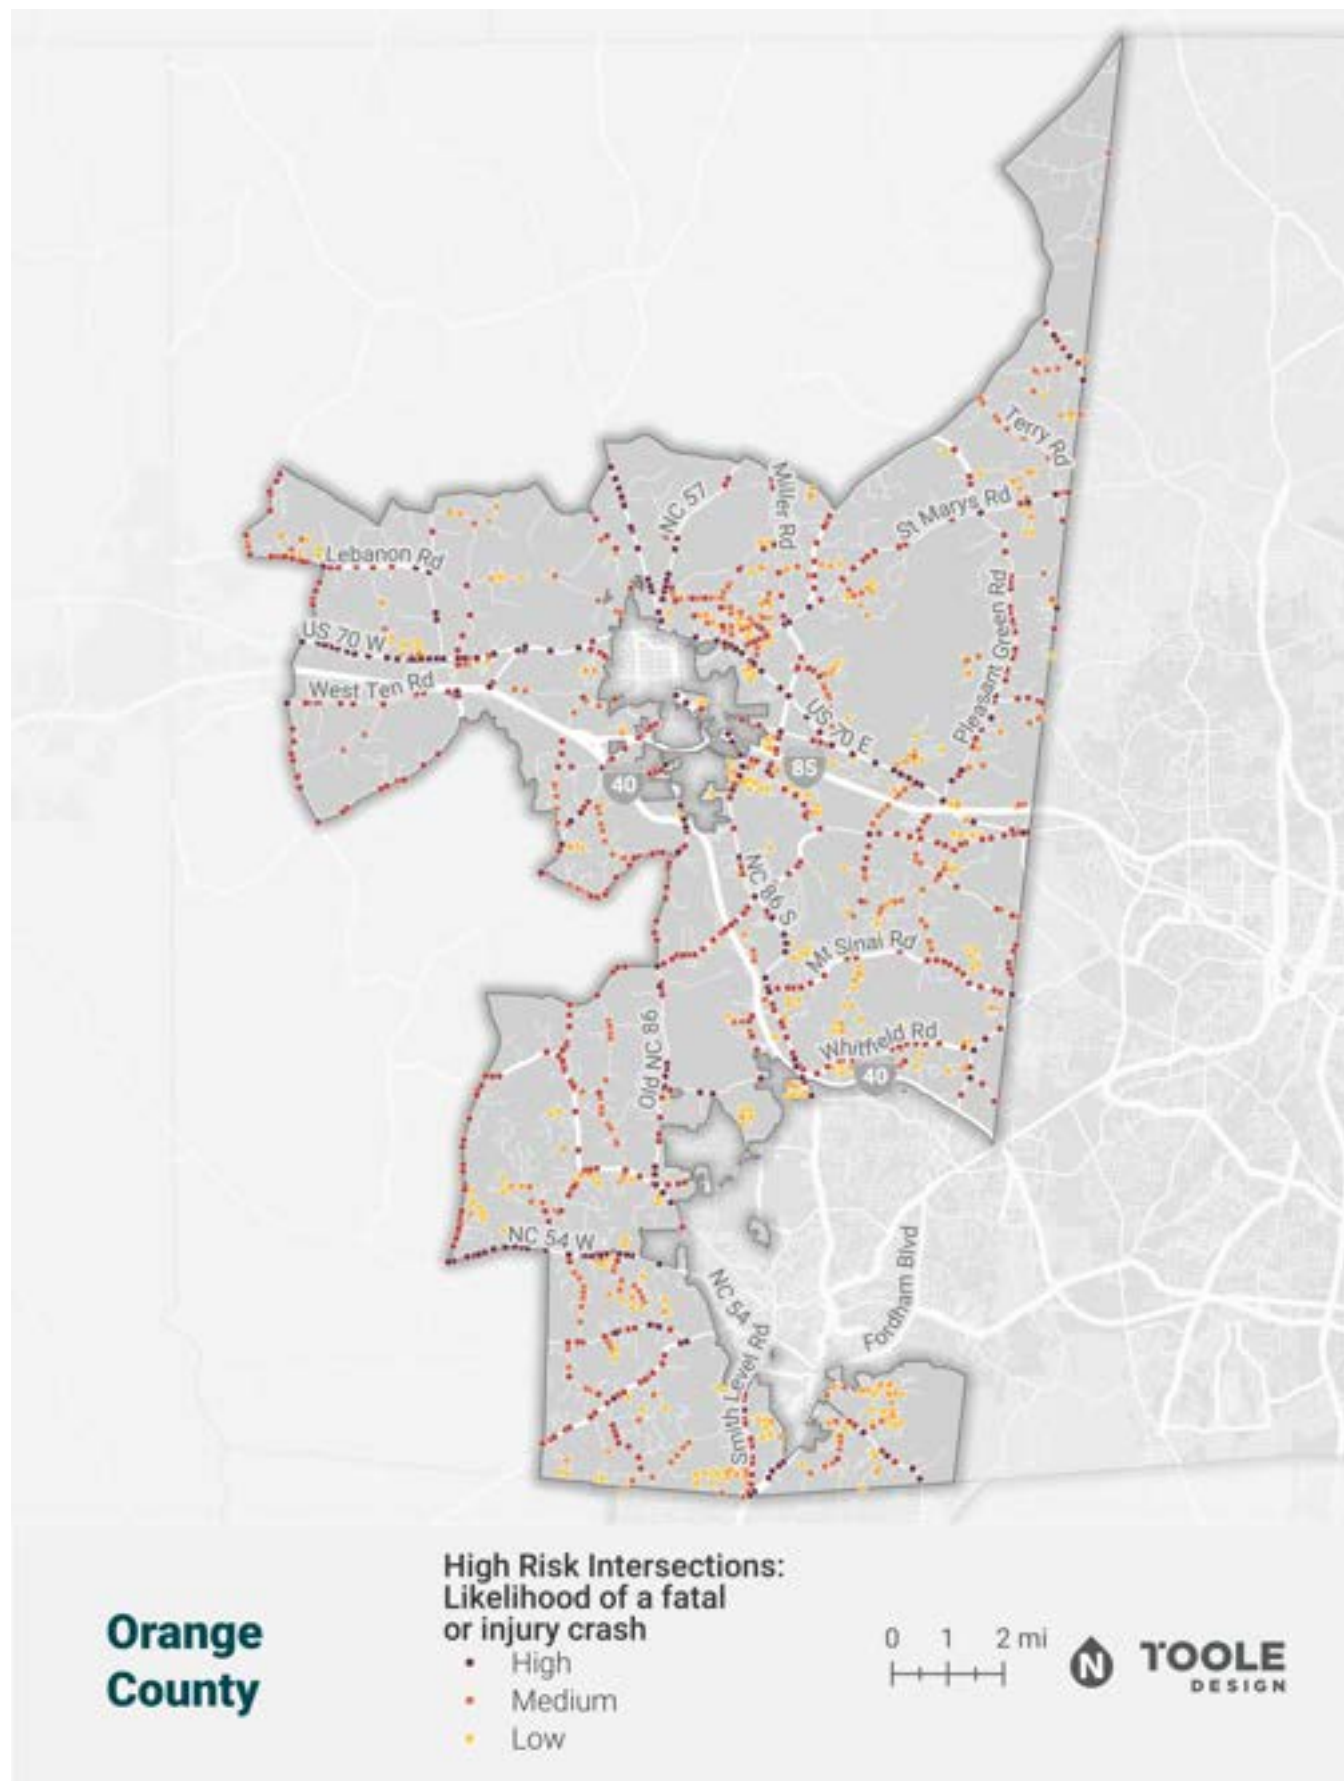 Terry Rd
Miller Rd
NC 57
St Marys Rd
Lebanon Rd
Pleasant Green Rd
US 70 W
West Ten Rd
US 70 E
85
40
NC 86 S
Mt Sinai Rd
Old NC 86
Whitfield Rd
40
NC 54 W
NC 54
Fordham Blvd
Smith Level Rd
Orange
County
High Risk Intersections:
Likelihood of a fatal
or injury crash
High
Medium
Low
0 1 2 mi
N
TOOLE
DESIGN